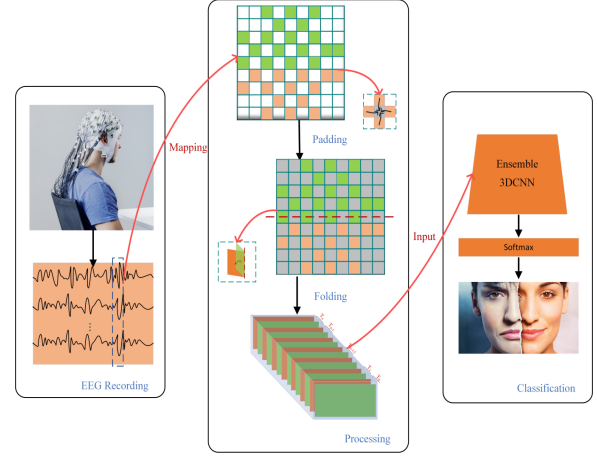 Mapping
EEG Recording
Padding
Folding
Processing
Input
Ensemble
3DCNN
Softmax
Classification